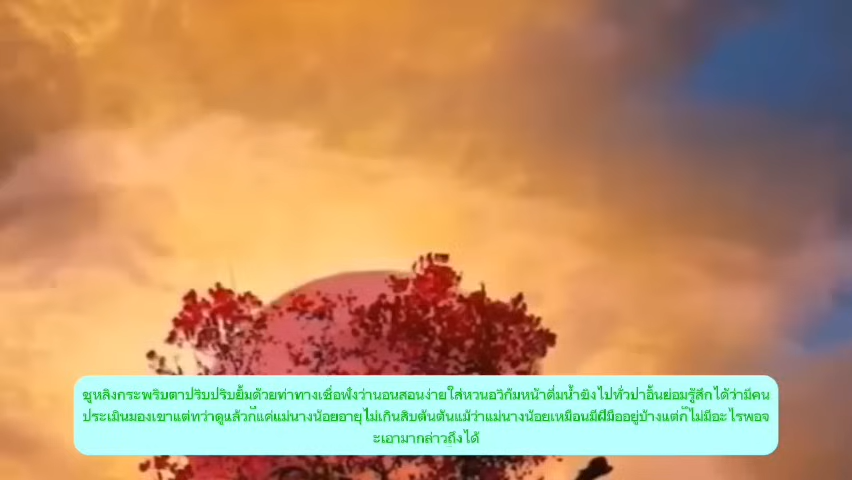 ชูหลิงกระพริบตาปริบปริบยิ้มด้วยท่าทางเชื่อฟังว่านอนสอนง่ายใส่หวนอวิก้มหน้าดื่มน้ำขิงไปทั่วป่าอื้นย่อมรู้สึกได้ว่ามีคน
ประเมินมองเขาแต่ทว่าดูแล้วก็แค่แม่นางน้อยอายุไม่เกินสิบต้นต้นแม้ว่าแม่นางน้อยเหมือนมีฝีมืออยู่บ้างแต่ก็ไม่มีอะไรพอจ
ะเอามากล่าวถึงได้